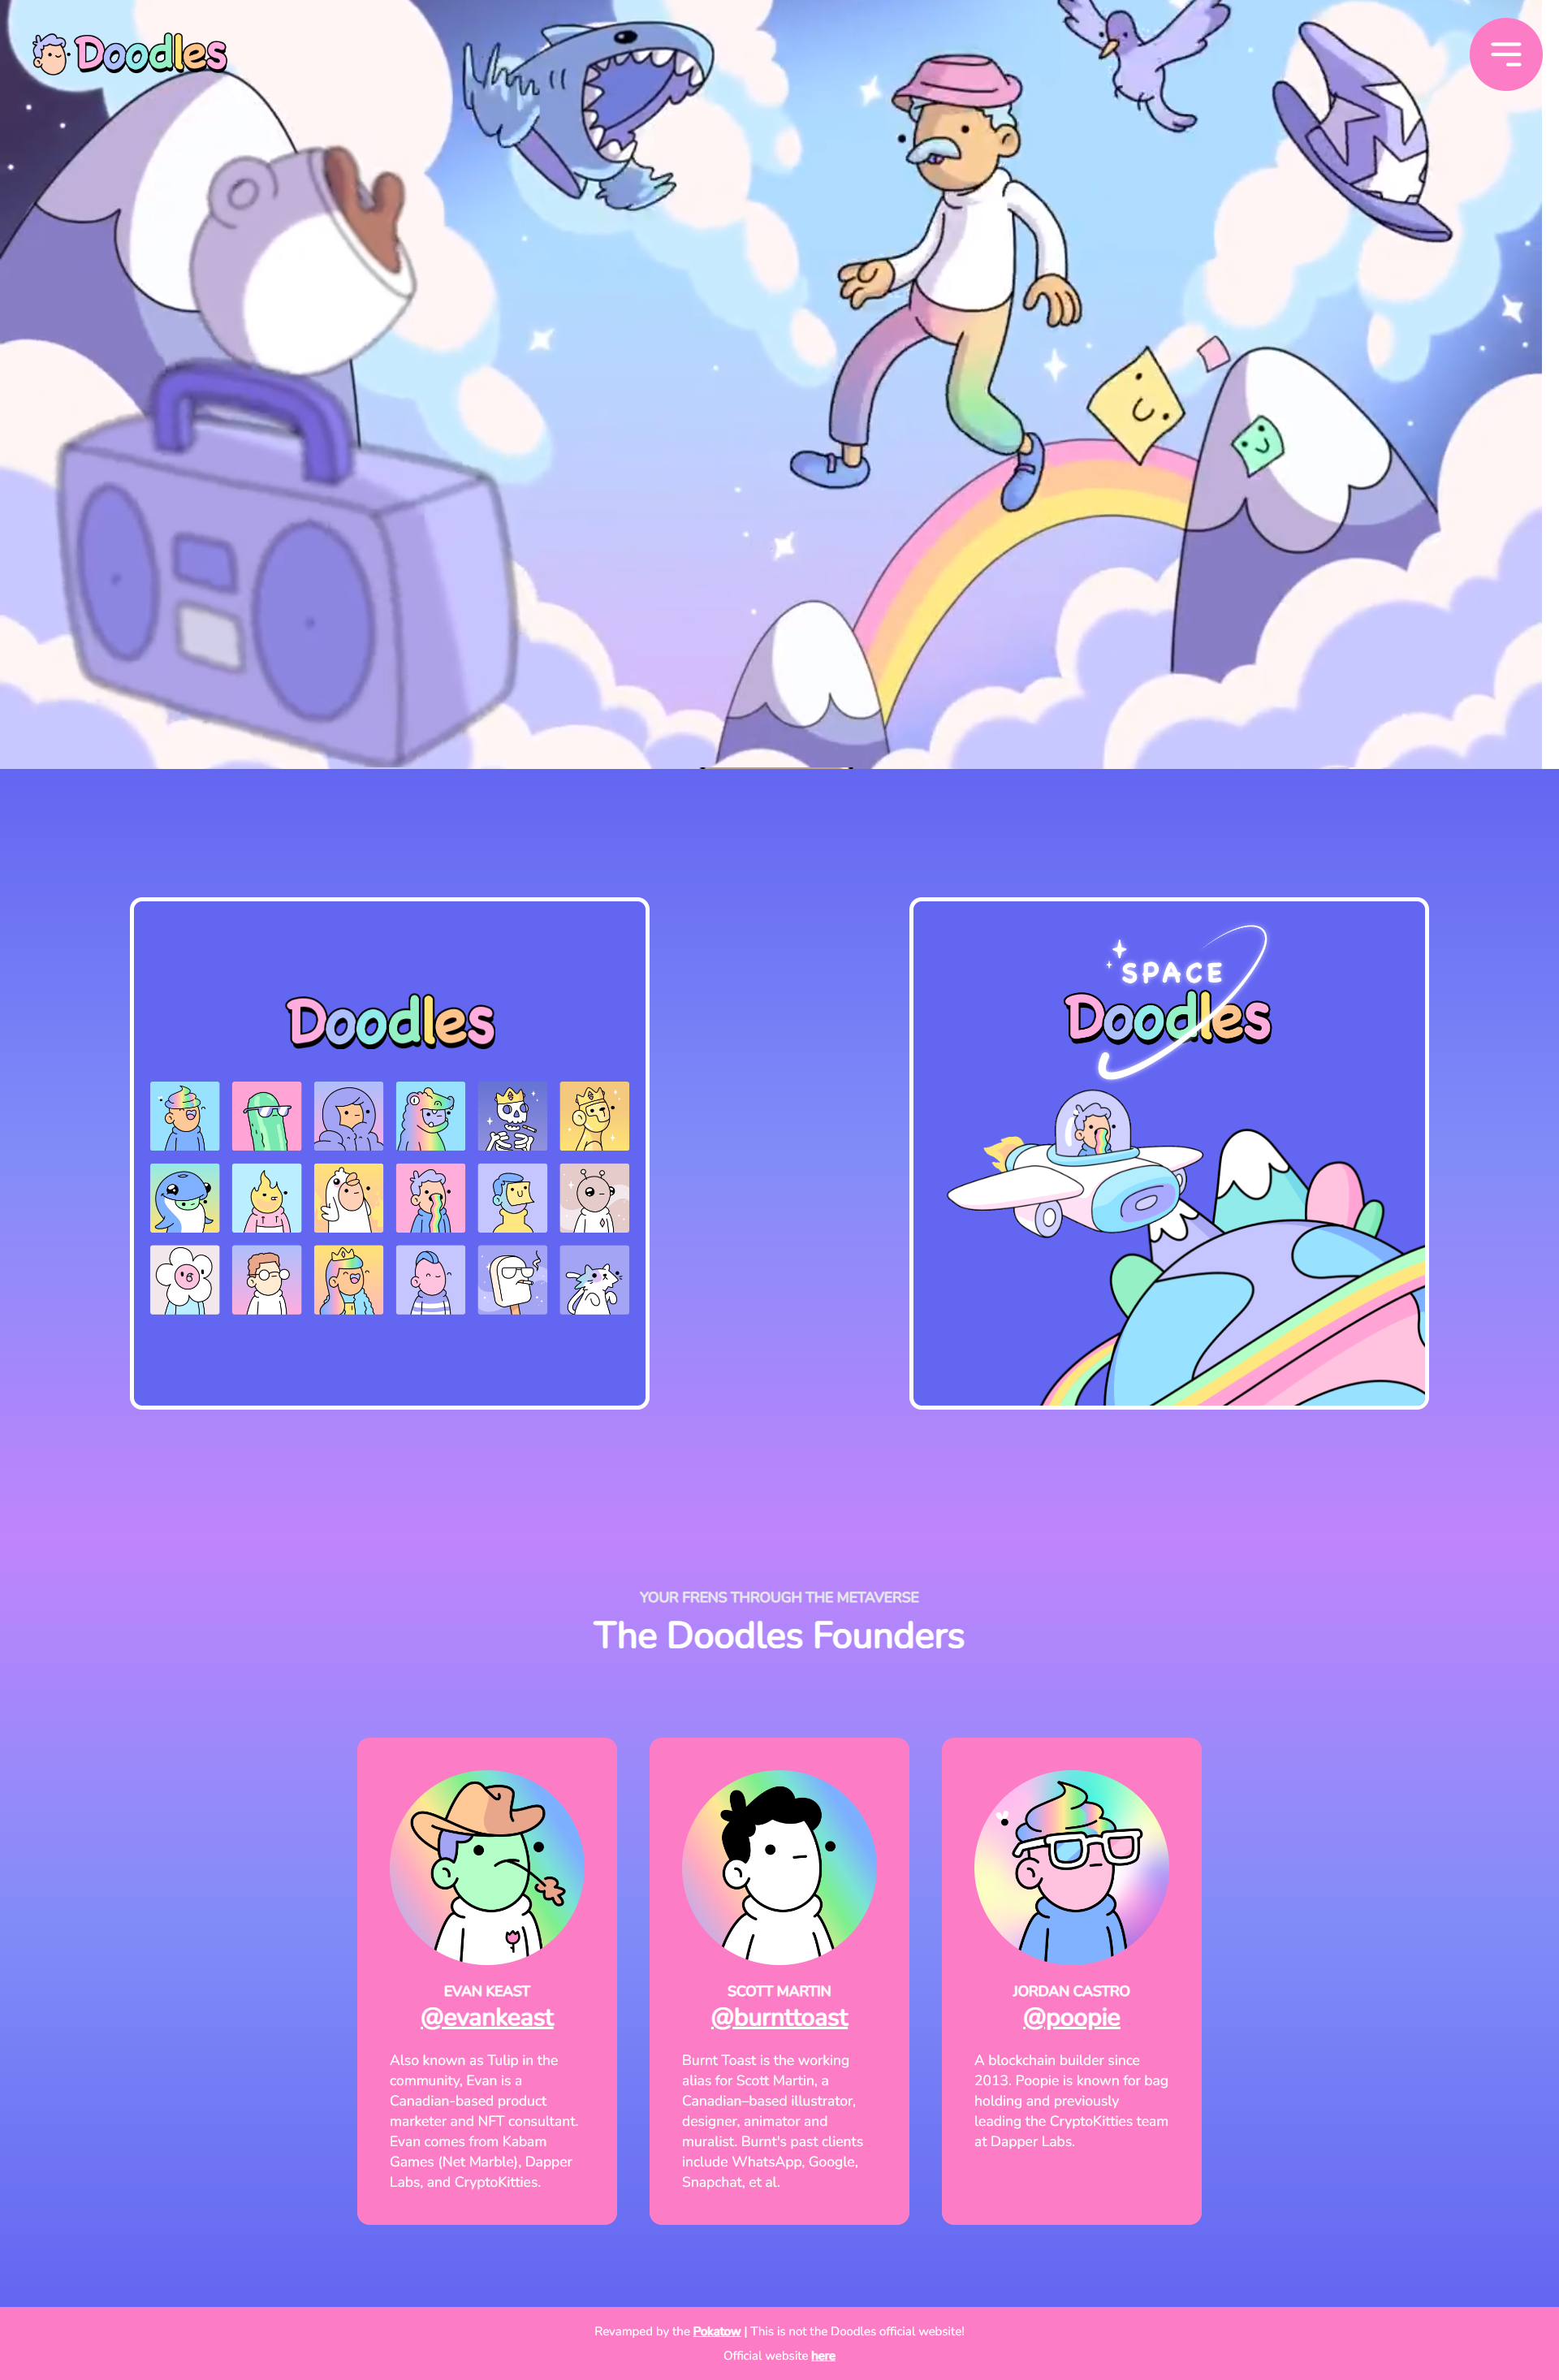 Doodles
Doodles
SPACE
Doodles
YOUR FRENS THROUGH THE METAVERSE
The Doodles Founders
EVAN KEAST
@evankeast
Also known as Tulip in the
community, Evan is a
Canadian-based product
marketer and NFT consultant.
Evan comes from Kabam
Games (Net Marble), Dapper
Labs, and CryptoKitties.
SCOTT MARTIN
@burnttoast
Burnt Toast is the working
alias for Scott Martin, a
Canadian–based illustrator,
designer, animator and
muralist. Burnt's past clients
include WhatsApp, Google,
Snapchat, et al.
JORDAN CASTRO
@poopie
A blockchain builder since
2013. Poopie is known for bag
holding and previously
leading the CryptoKitties team
at Dapper Labs.
Revamped by the Pokatow | This is not the Doodles official website!
Official website here